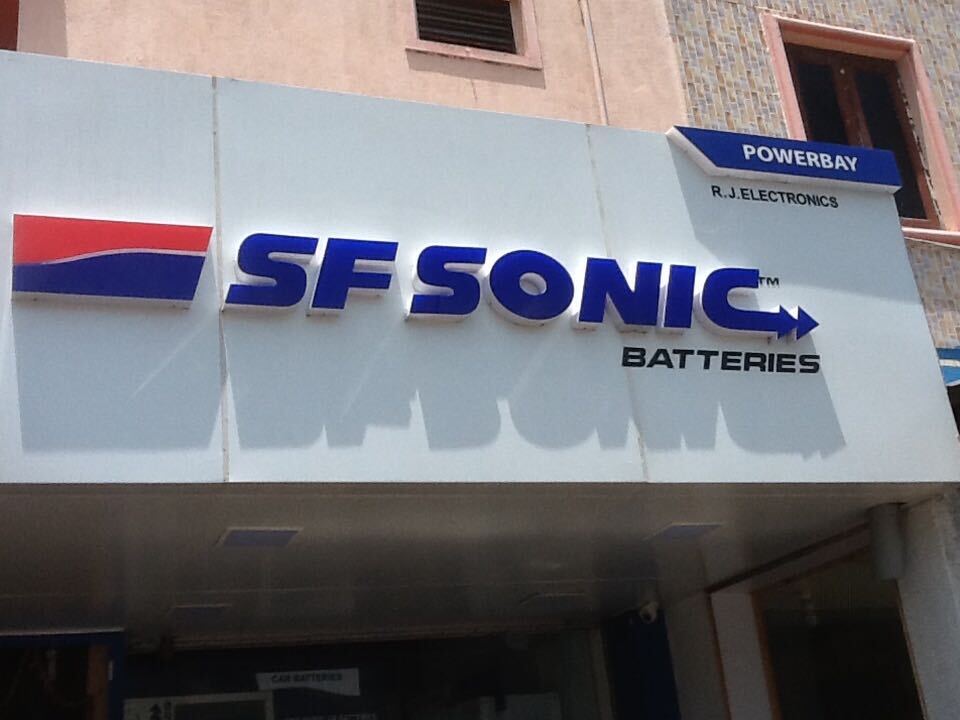 POWERBAY
R.J.ELECTRONICS
SF SONIC™
BATTERIES
CAR BATTERIES